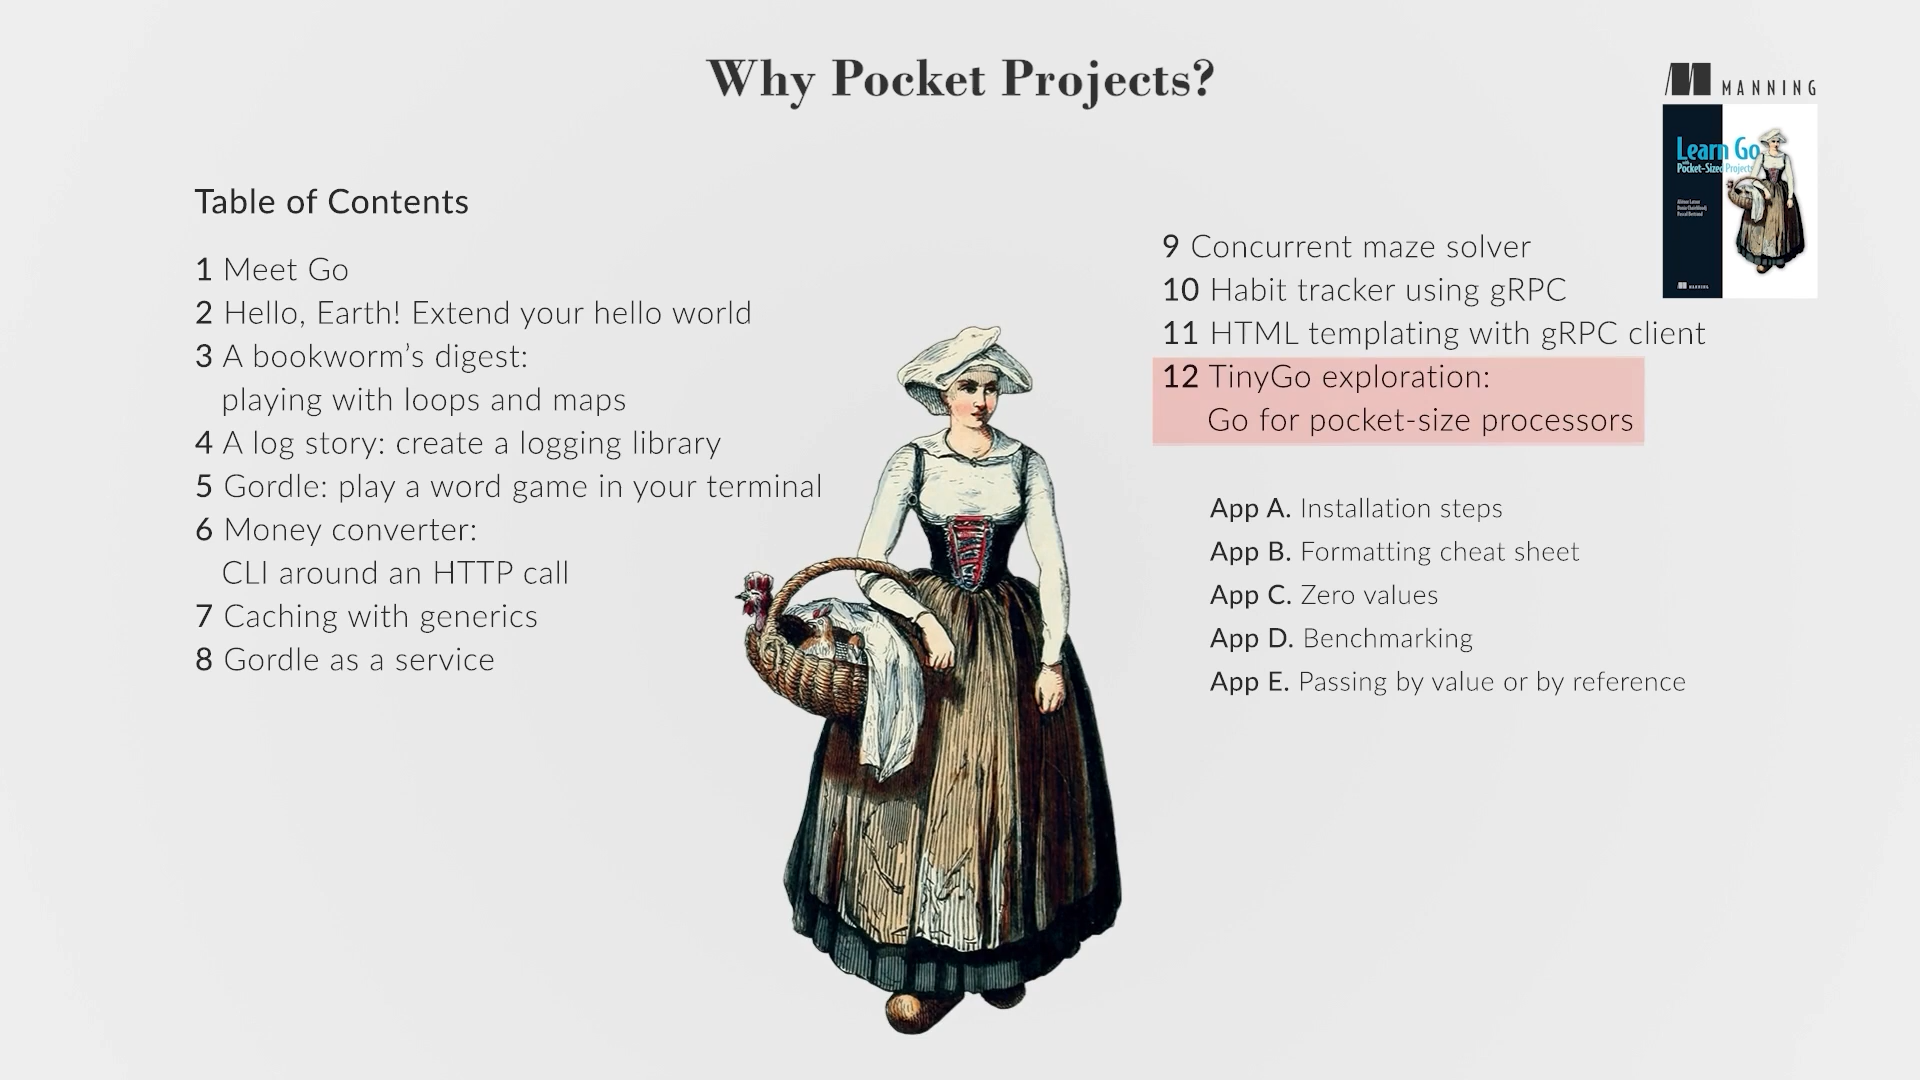 Why Pocket Projects?
MANNING
Learn Go
with
Pocket-Sized Projects
MANNING
Table of Contents
1 Meet Go
2 Hello, Earth! Extend your hello world
3 A bookworm’s digest:
playing with loops and maps
4 A log story: create a logging library
5 Gordle: play a word game in your terminal
6 Money converter:
CLI around an HTTP call
7 Caching with generics
8 Gordle as a service
9 Concurrent maze solver
10 Habit tracker using gRPC
11 HTML templating with gRPC client
12 TinyGo exploration:
Go for pocket-size processors
App A. Installation steps
App B. Formatting cheat sheet
App C. Zero values
App D. Benchmarking
App E. Passing by value or by reference